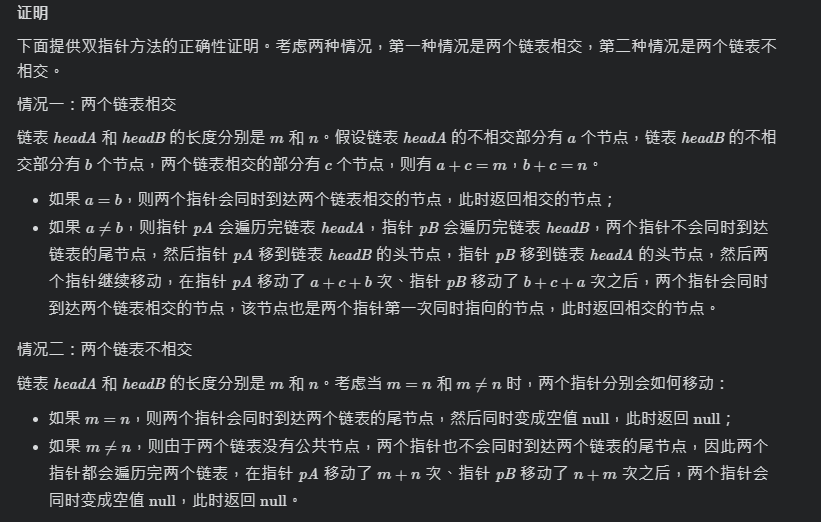 证明
下面提供双指针方法的正确性证明。考虑两种情况，第一种情况是两个链表相交，第二种情况是两个链表不
相交。
情况一：两个链表相交
链表 headA 和 headB 的长度分别是 m 和 n。假设链表 headA 的不相交部分有 a 个节点，链表 headB 的不相
交部分有 b 个节点，两个链表相交的部分有 c 个节点，则有 a + c = m，b + c = n。
• 如果 a = b，则两个指针会同时到达两个链表相交的节点，此时返回相交的节点；
• 如果 a ≠ b，则指针 pA 会遍历完链表 headA，指针 pB 会遍历完链表 headB，两个指针不会同时到达
链表的尾节点，然后指针 pA 移到链表 headB 的头节点，指针 pB 移到链表 headA 的头节点，然后两
个指针继续移动，在指针 pA 移动了 a + c + b 次、指针 pB 移动了 b + c + a 次之后，两个指针会同时
到达两个链表相交的节点，该节点也是两个指针第一次同时指向的节点，此时返回相交的节点。
情况二：两个链表不相交
链表 headA 和 headB 的长度分别是 m 和 n。考虑当 m = n 和 m ≠ n 时，两个指针分别会如何移动：
• 如果 m = n，则两个指针会同时到达两个链表的尾节点，然后同时变成空值 null，此时返回 null；
• 如果 m ≠ n，则由于两个链表没有公共节点，两个指针也不会同时到达两个链表的尾节点，因此两个
指针都会遍历完两个链表，在指针 pA 移动了 m + n 次、指针 pB 移动了 n + m 次之后，两个指针会
同时变成空值 null，此时返回 null。